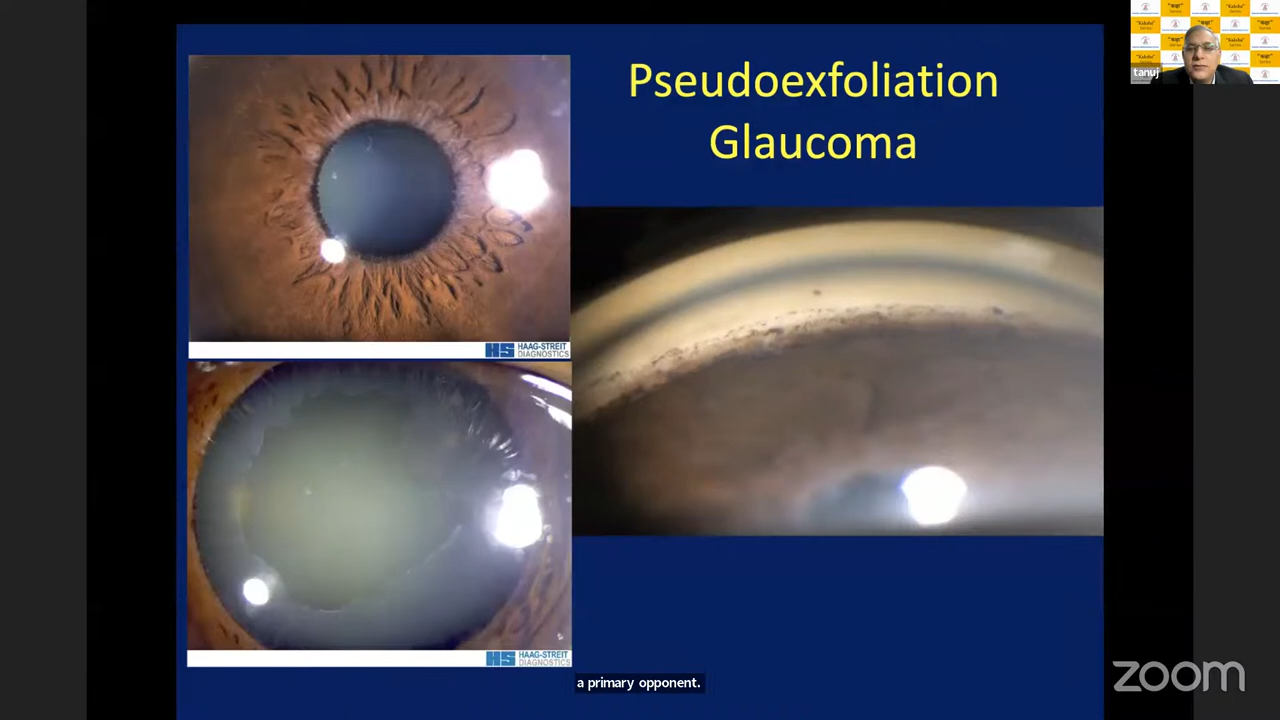 Pseudoexfoliation
Glaucoma
tanuj
HAAG-STREIT
DIAGNOSTICS
HAAG-STREIT
DIAGNOSTICS
a primary opponent.
zoom